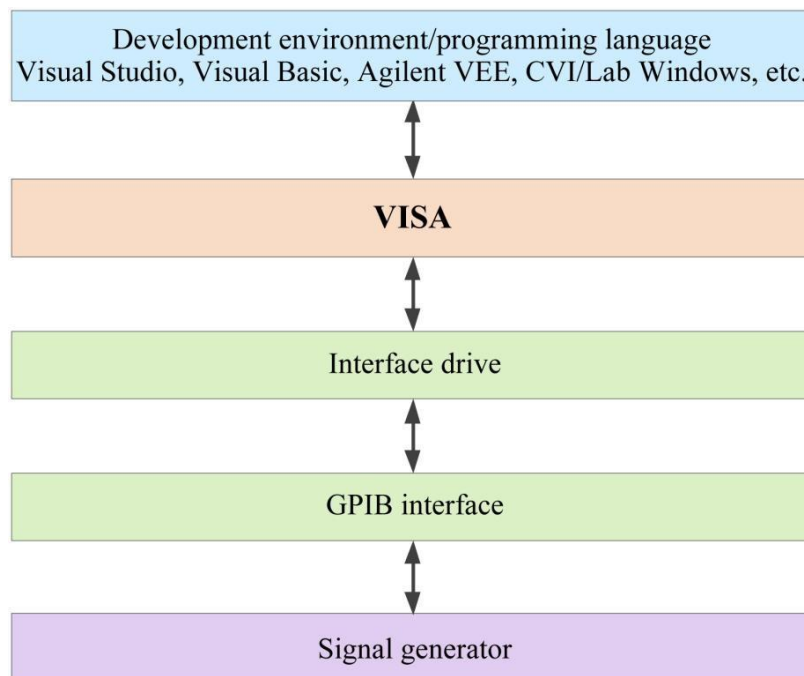 Development environment/programming language
Visual Studio, Visual Basic, Agilent VEE, CVI/Lab Windows, etc.
VISA
Interface drive
GPIB interface
Signal generator